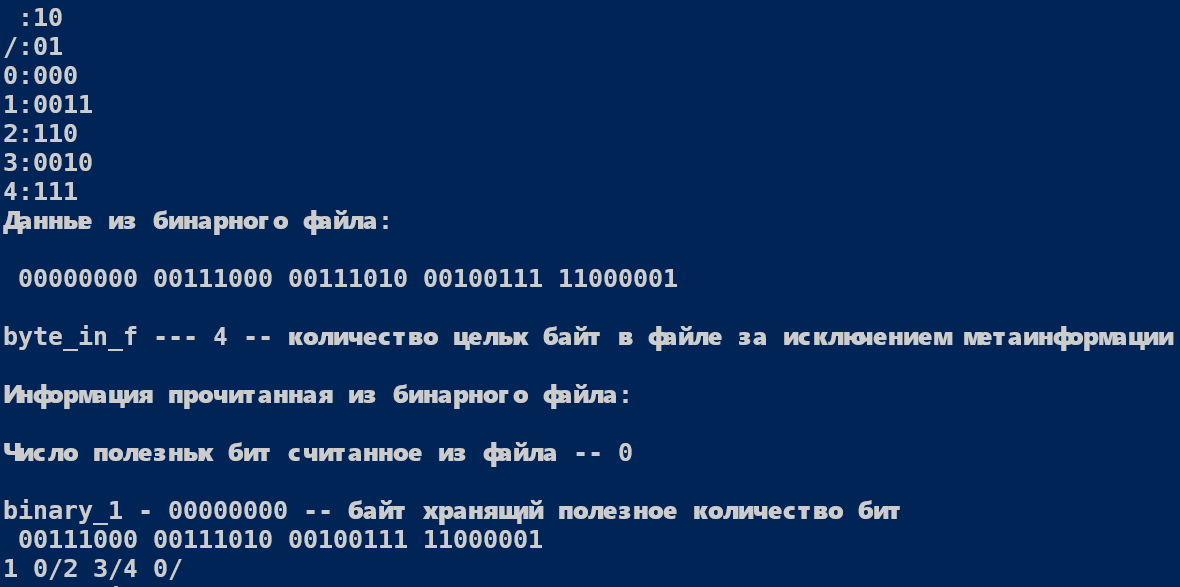 :10
/:01
0:000
1:0011
2:110
3:0010
4:111
Данные из бинарного файла:
00000000 00111000 00111010 00100111 11000001
byte_in_f --- 4 -- количество целых байт в файле за исключением метаинформации
Информация прочитанная из бинарного файла:
Число полезных бит считанное из файла -- 0
binary_1 - 00000000 -- байт хранящий полезное количество бит
00111000 00111010 00100111 11000001
1 0/2 3/4 0/